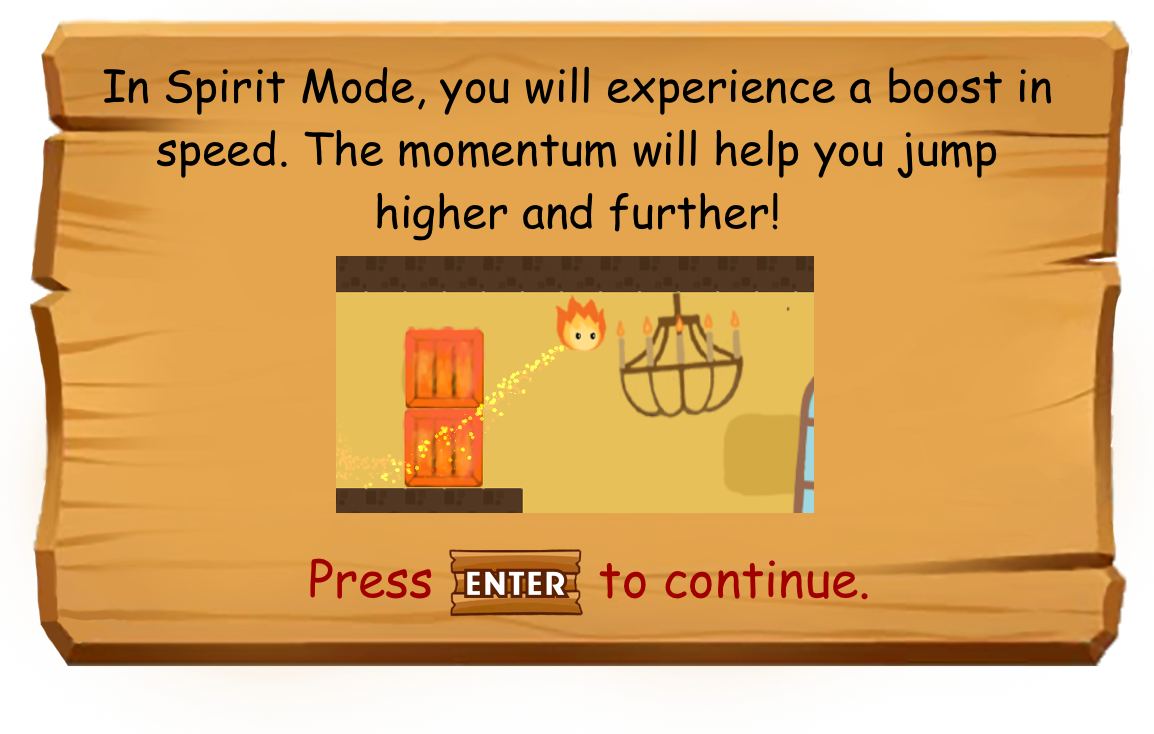 In Spirit Mode, you will experience a boost in
speed. The momentum will help you jump
higher and further!
Press ENTER to continue.